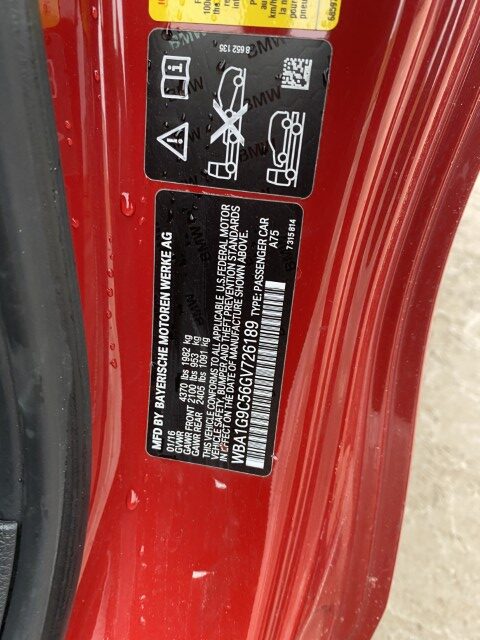 8 652 135
BMW BMW BMW
MFD BY BAYERISCHE MOTOREN WERKE AG
01/16
GVWR 4370 lbs 1982 kg
GAWR FRONT 2100 lbs 953 kg
GAWR REAR 2405 lbs 1091 kg
THIS VEHICLE CONFORMS TO ALL APPLICABLE U.S. FEDERAL MOTOR
VEHICLE SAFETY, BUMPER AND THEFT PREVENTION STANDARDS
IN EFFECT ON THE DATE OF MANUFACTURE SHOWN ABOVE.
WBA1G9C56GV726189 TYPE: PASSENGER CAR
A75
7 315 814